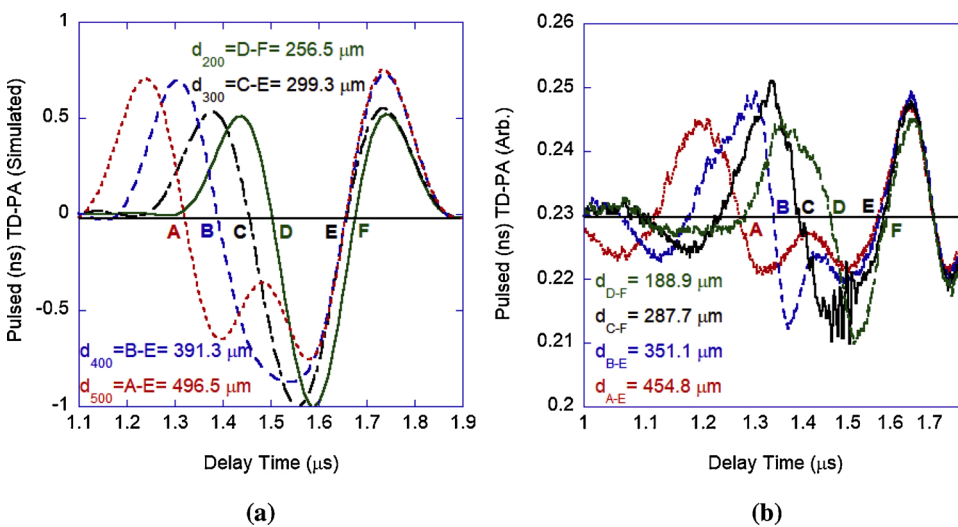 1
0.5
0
-0.5
-1
1.1 1.2 1.3 1.4 1.5 1.6 1.7 1.8 1.9
Pulsed (ns) TD-PA (Simulated)
Delay Time (μs)
d200=D-F= 256.5 μm
d300=C-E= 299.3 μm
A B C D E F
d400=B-E= 391.3 μm
d500=A-E= 496.5 μm
(a)
0.26
0.25
0.24
0.23
0.22
0.21
0.2
1 1.1 1.2 1.3 1.4 1.5 1.6 1.7
Pulsed (ns) TD-PA (Arb.)
Delay Time (μs)
A B C D E F
dD-F= 188.9 μm
dC-F= 287.7 μm
dB-E= 351.1 μm
dA-E= 454.8 μm
(b)